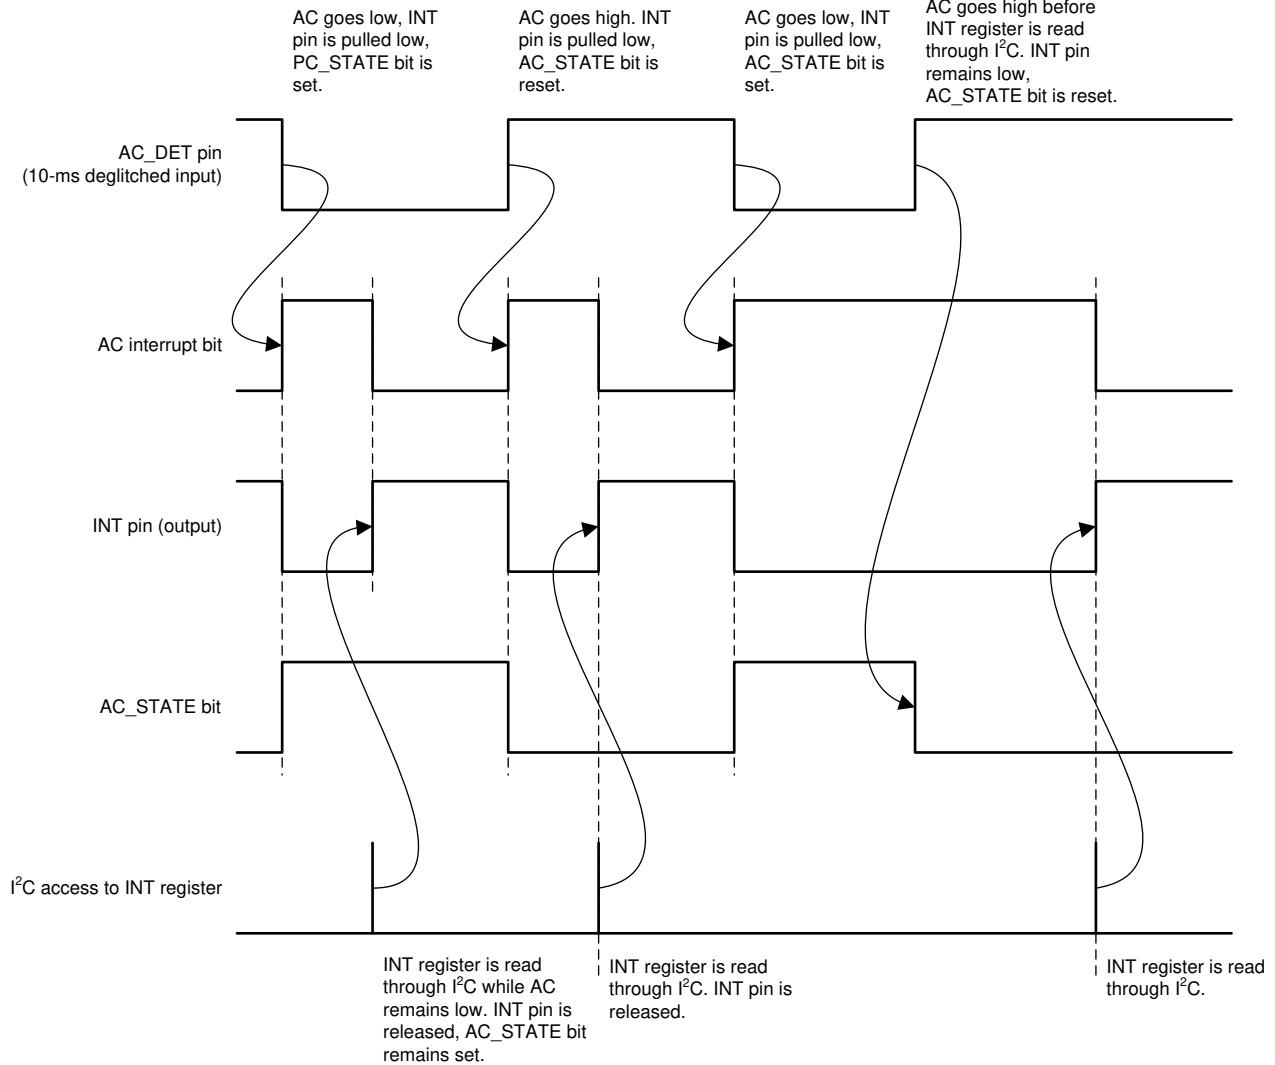 AC goes low, INT
pin is pulled low,
PC_STATE bit is
set.
AC goes high. INT
pin is pulled low,
AC_STATE bit is
reset.
AC goes low, INT
pin is pulled low,
AC_STATE bit is
set.
AC goes high before
INT register is read
through I²C. INT pin
remains low,
AC_STATE bit is reset.
AC_DET pin
(10-ms deglitched input)
AC interrupt bit
INT pin (output)
AC_STATE bit
I²C access to INT register
INT register is read
through I²C while AC
remains low. INT pin is
released, AC_STATE bit
remains set.
INT register is read
through I²C. INT pin is
released.
INT register is read
through I²C.